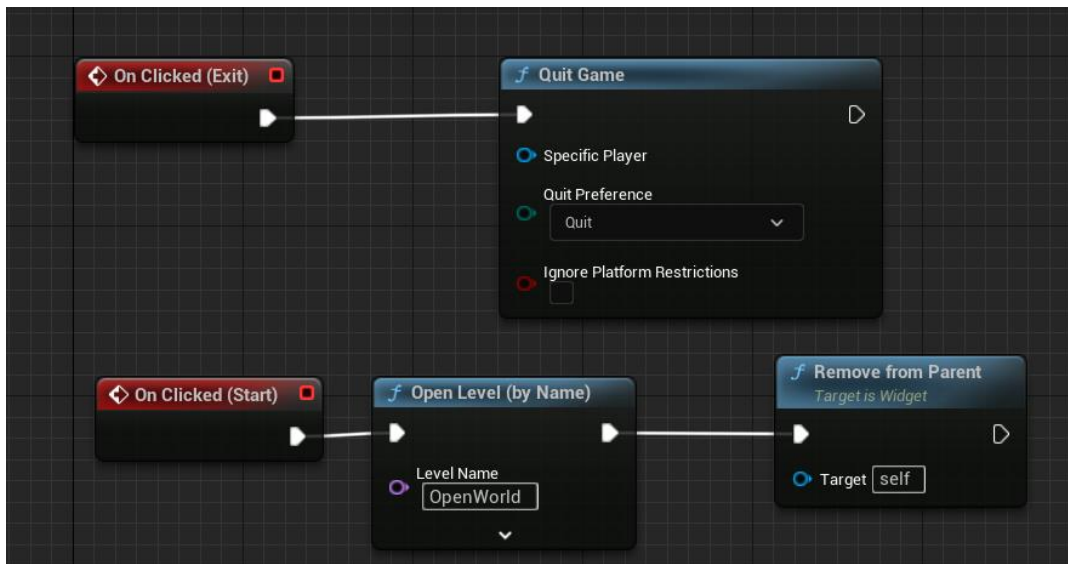 On Clicked (Exit)
f Quit Game
Specific Player
Quit Preference
Quit
Ignore Platform Restrictions
On Clicked (Start)
f Open Level (by Name)
Level Name
OpenWorld
f Remove from Parent
Target is Widget
Target self